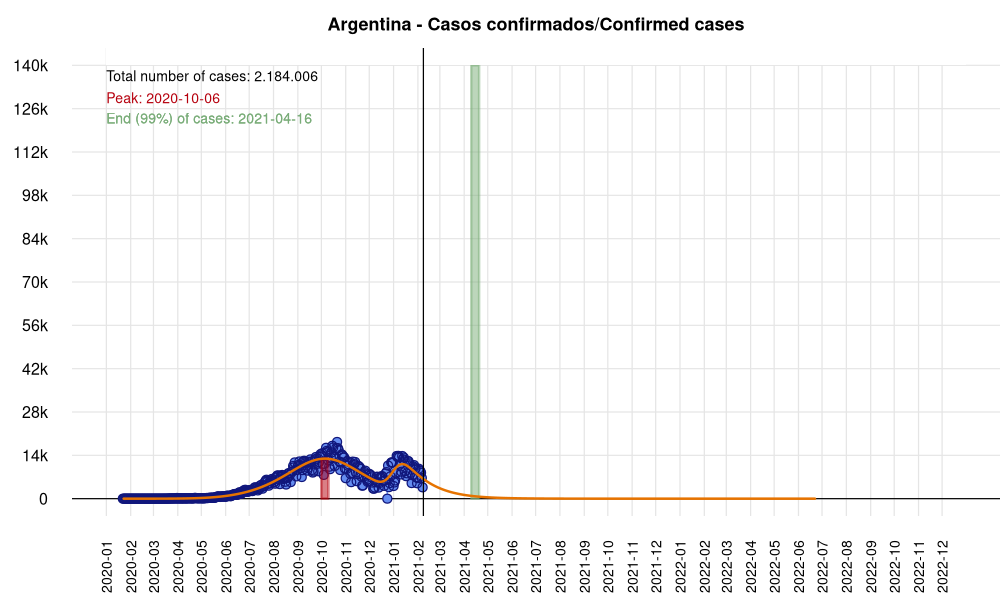 Argentina - Casos confirmados/Confirmed cases
Total number of cases: 2.184.006
Peak: 2020-10-06
End (99%) of cases: 2021-04-16
140k
126k
112k
98k
84k
70k
56k
42k
28k
14k
0
2020-01
2020-02
2020-03
2020-04
2020-05
2020-06
2020-07
2020-08
2020-09
2020-10
2020-11
2020-12
2021-01
2021-02
2021-03
2021-04
2021-05
2021-06
2021-07
2021-08
2021-09
2021-10
2021-11
2021-12
2022-01
2022-02
2022-03
2022-04
2022-05
2022-06
2022-07
2022-08
2022-09
2022-10
2022-11
2022-12